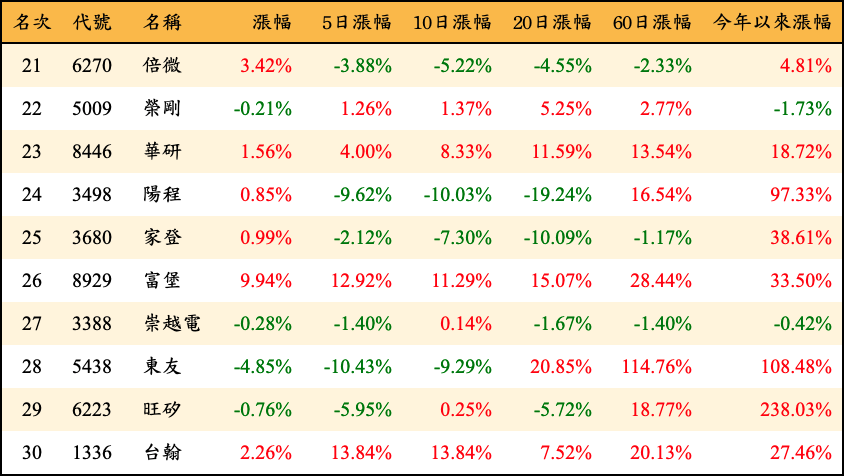 名次 代號 名稱 漲幅 5日漲幅 10日漲幅 20日漲幅 60日漲幅 今年以來漲幅
21 6270 倍微 3.42% -3.88% -5.22% -4.55% -2.33% 4.81%
22 5009 榮剛 -0.21% 1.26% 1.37% 5.25% 2.77% -1.73%
23 8446 華研 1.56% 4.00% 8.33% 11.59% 13.54% 18.72%
24 3498 陽程 0.85% -9.62% -10.03% -19.24% 16.54% 97.33%
25 3680 家登 0.99% -2.12% -7.30% -10.09% -1.17% 38.61%
26 8929 富堡 9.94% 12.92% 11.29% 15.07% 28.44% 33.50%
27 3388 崇越電 -0.28% -1.40% 0.14% -1.67% -1.40% -0.42%
28 5438 東友 -4.85% -10.43% -9.29% 20.85% 114.76% 108.48%
29 6223 旺矽 -0.76% -5.95% 0.25% -5.72% 18.77% 238.03%
30 1336 台翰 2.26% 13.84% 13.84% 7.52% 20.13% 27.46%